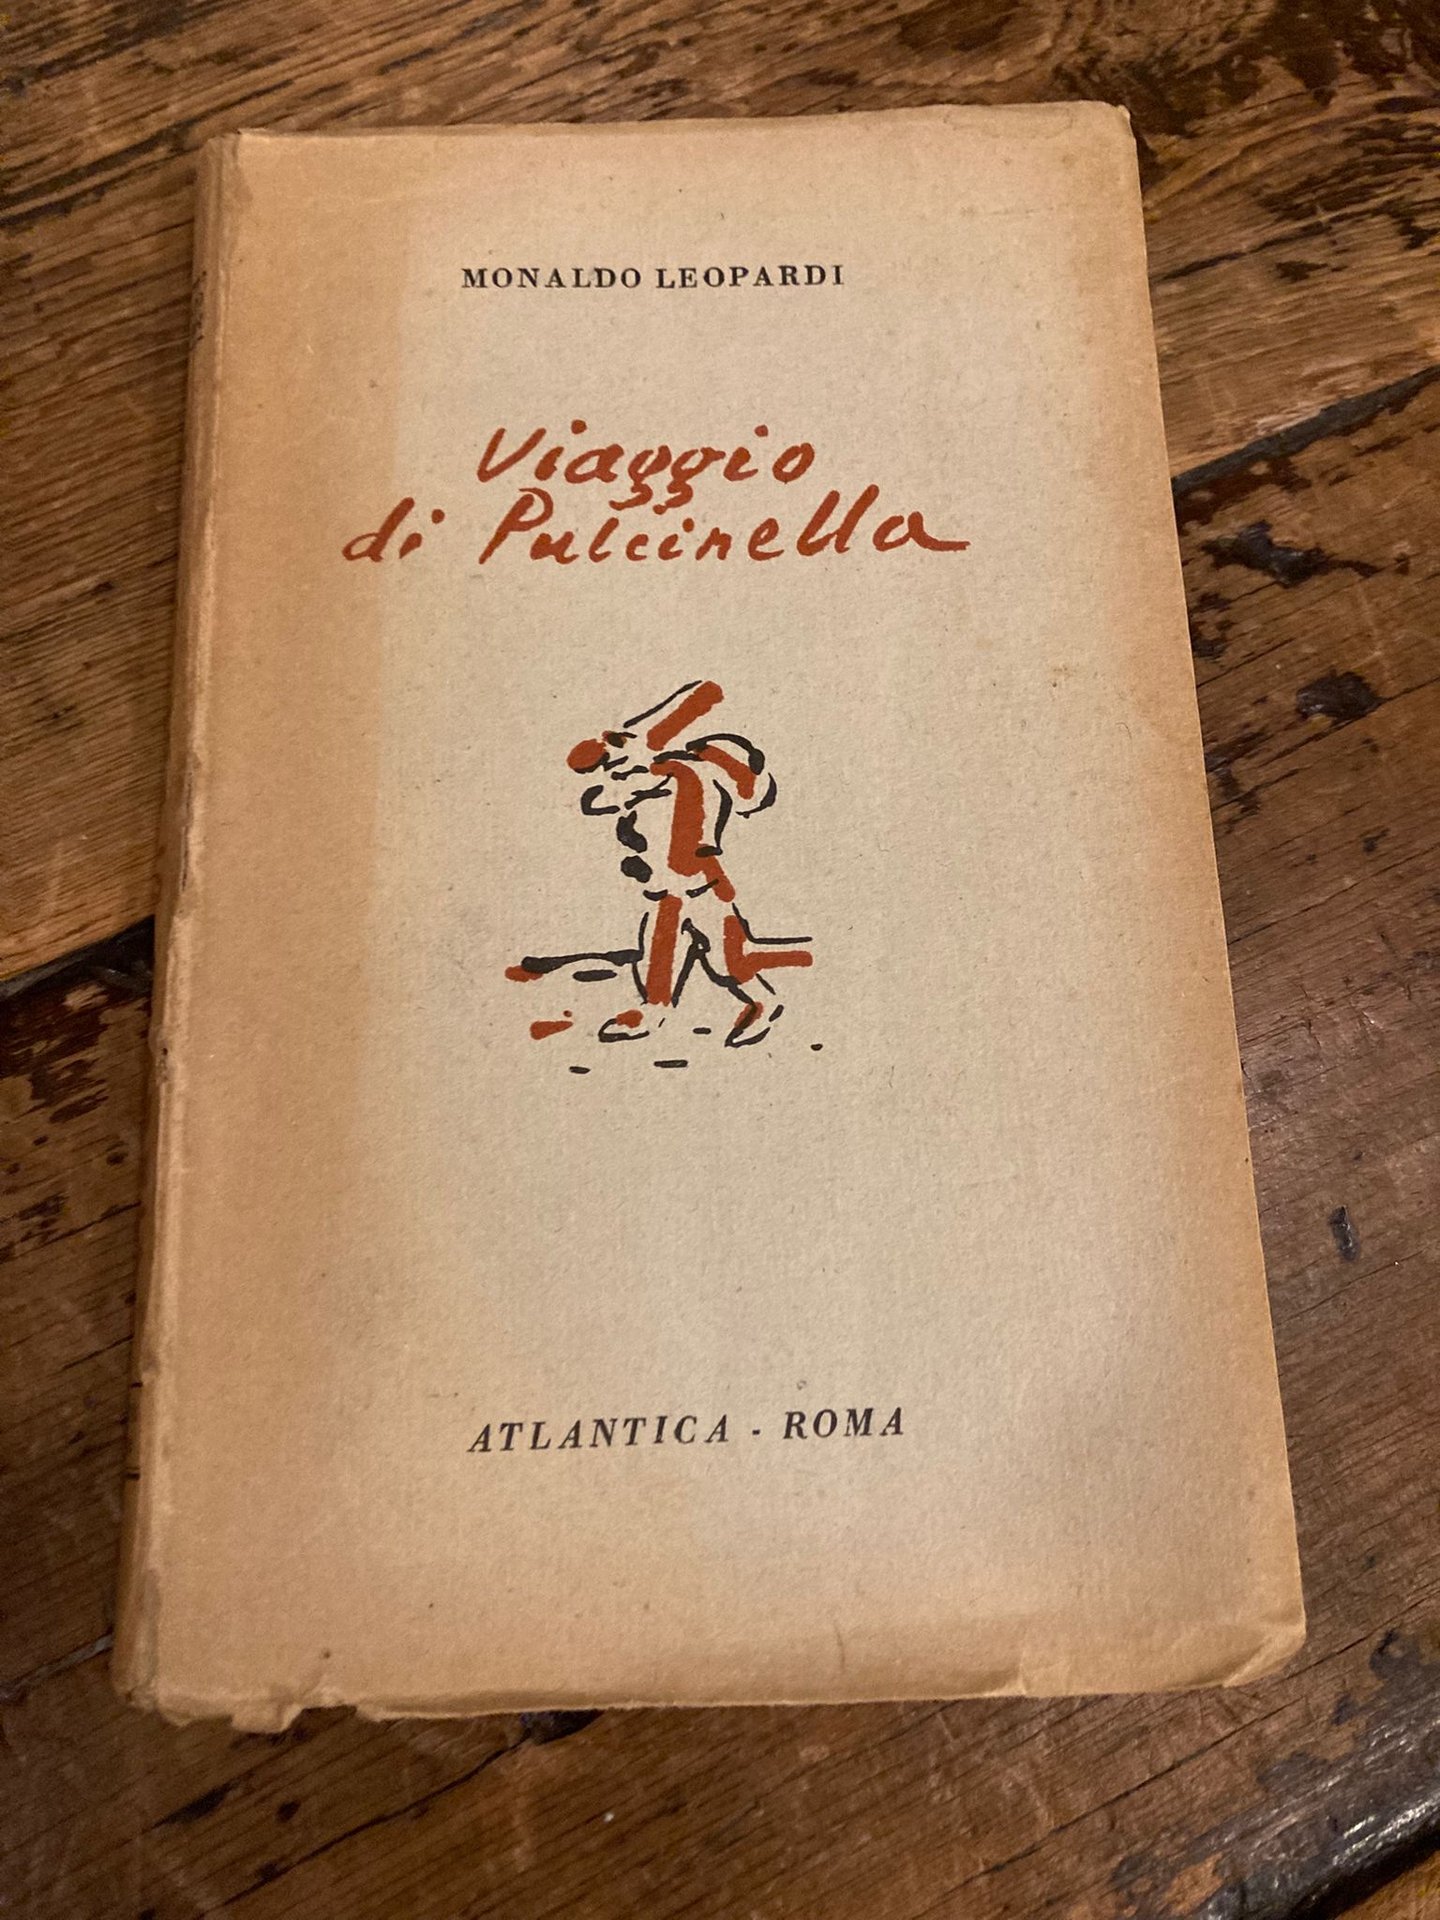 MONALDO LEOPARDI
Viaggio
di Pulcinella
ATLANTICA - ROMA